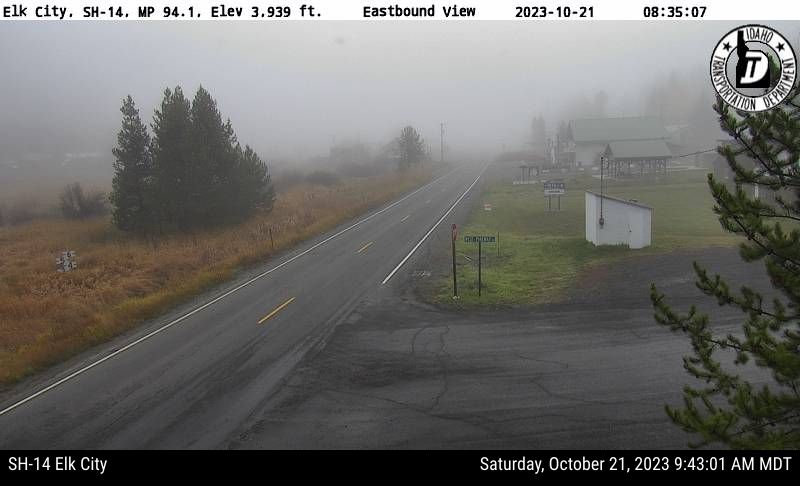 Elk City, SH-14, MP 94.1, Elev 3,939 ft. Eastbound View 2023-10-21 08:35:07
IDAHO
TRANSPORTATION DEPARTMENT
SH-14 Elk City Saturday, October 21, 2023 9:43:01 AM MDT